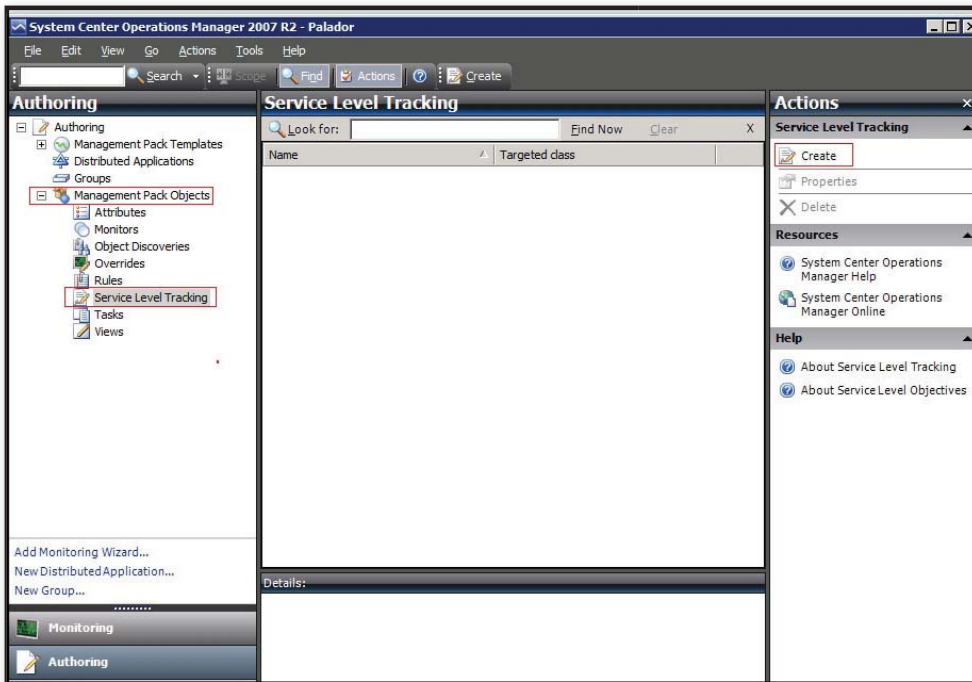 System Center Operations Manager 2007 R2 - Palador
File Edit View Go Actions Tools Help
Search Scope Find Actions Create
Authoring
Authoring
Management Pack Templates
Distributed Applications
Groups
Management Pack Objects
Attributes
Monitors
Object Discoveries
Overrides
Rules
Service Level Tracking
Tasks
Views
Add Monitoring Wizard...
New Distributed Application...
New Group...
Monitoring
Authoring
Service Level Tracking
Look for: Find Now Clear X
Name Targeted class
Details:
Actions x
Service Level Tracking
Create
Properties
Delete
Resources
System Center Operations
Manager Help
System Center Operations
Manager Online
Help
About Service Level Tracking
About Service Level Objectives